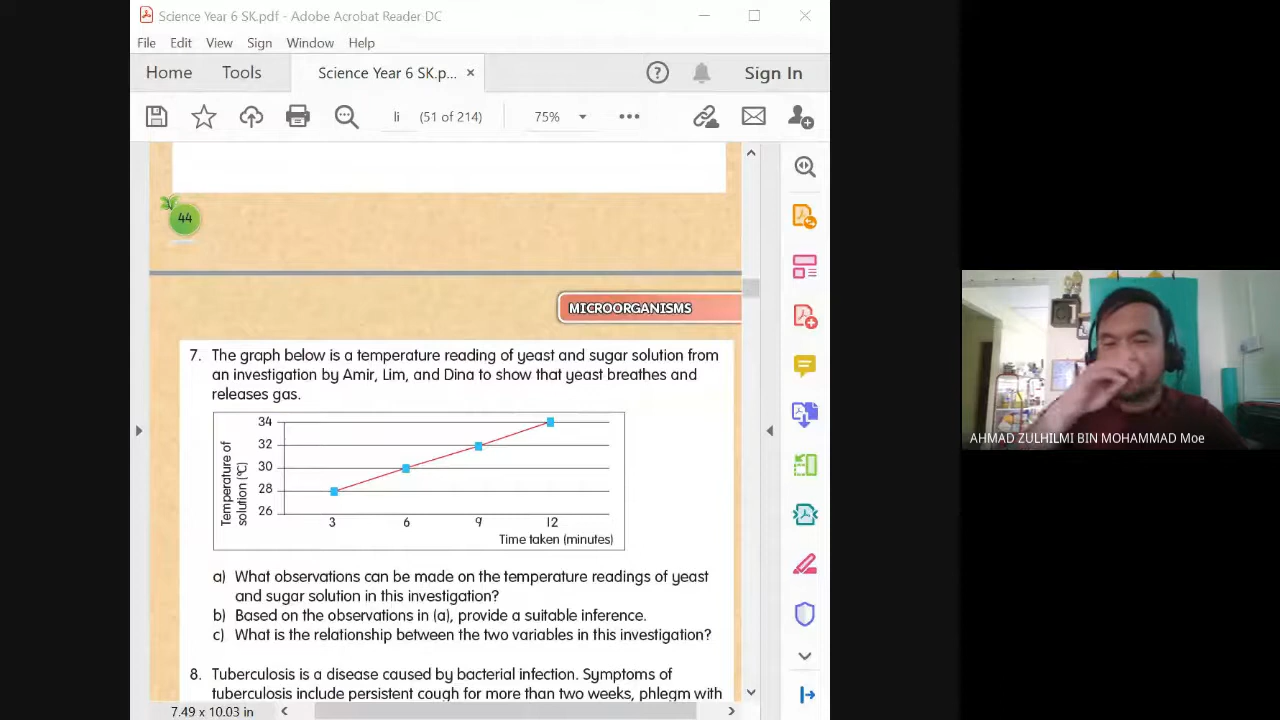 Science Year 6 SK.pdf - Adobe Acrobat Reader DC
File Edit View Sign Window Help
Home Tools Science Year 6 SK.p... × ? Sign In
li (51 of 214) 75%
44
MICROORGANISMS
7. The graph below is a temperature reading of yeast and sugar solution from
an investigation by Amir, Lim, and Dina to show that yeast breathes and
releases gas.
Temperature of
solution (°C)
34
32
30
28
26
3 6 9 12
Time taken (minutes)
a) What observations can be made on the temperature readings of yeast
and sugar solution in this investigation?
b) Based on the observations in (a), provide a suitable inference.
c) What is the relationship between the two variables in this investigation?
8. Tuberculosis is a disease caused by bacterial infection. Symptoms of
tuberculosis include persistent cough for more than two weeks, phlegm with
7.49 x 10.03 in
AHMAD ZULHILMI BIN MOHAMMAD Moe